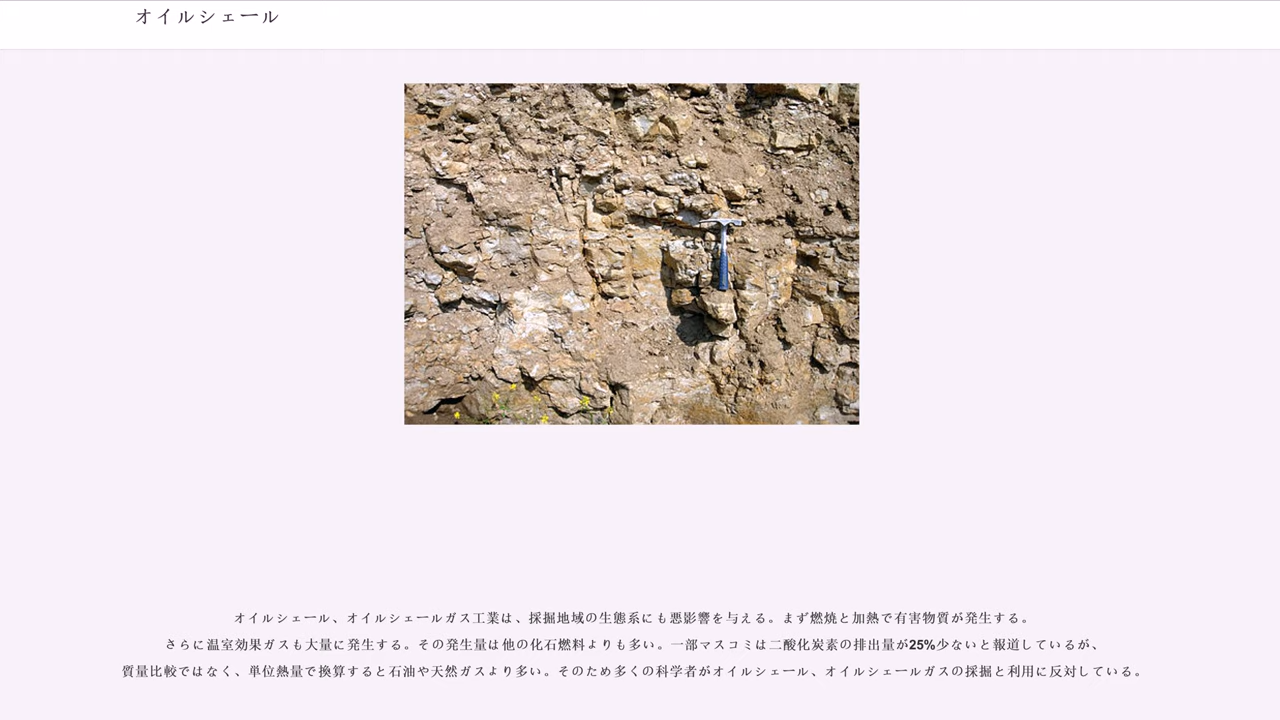 オイルシェール
オイルシェール、オイルシェールガス工業は、採掘地域の生態系にも悪影響を与える。まず燃焼と加熱で有害物質が発生する。
さらに温室効果ガスも大量に発生する。その発生量は他の化石燃料よりも多い。一部マスコミは二酸化炭素の排出量が25%少ないと報道しているが、
質量比較ではなく、単位熱量で換算すると石油や天然ガスより多い。そのため多くの科学者がオイルシェール、オイルシェールガスの採掘と利用に反対している。